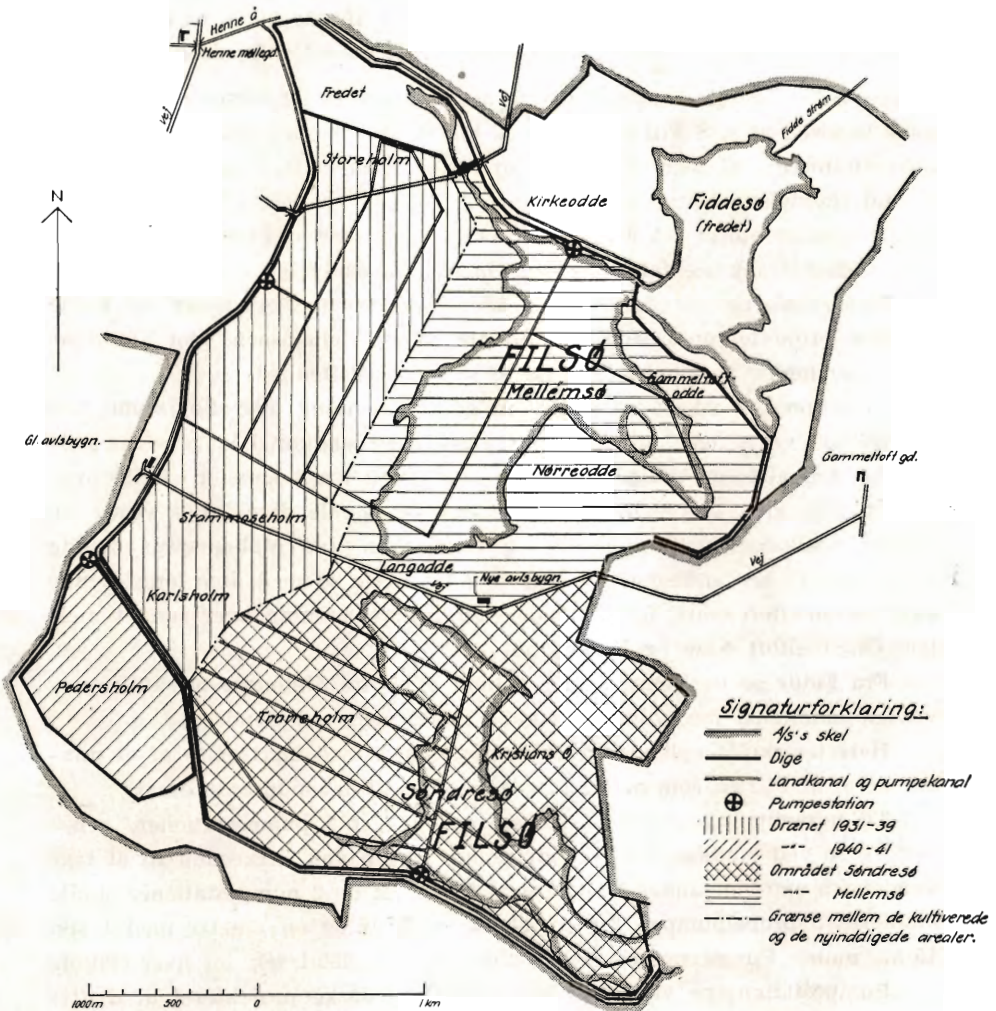 Henne å
Henne møllegd.
Vej
Fredet
Vej
Fidde Strøm
Storeholm
Kirkeodde
Fiddesø
(fredet)
N
FILSØ
Mellemsø
Gammeltoft-
odde
Gl. avlsbygn.
Nørreodde
Gammeltoft gd.
Stammoseholm
Langodde
Vej
Nye avlsbygn.
Vej
Karlsholm
Pedersholm
Traneholm
Kristians Ø
Søndresø
FILSØ
Signaturforklaring:
A/s's skel
Dige
Landkanal og pumpekanal
Pumpestation
Drænet 1931-39
-"- 1940-41
Området Søndresø
" Mellemsø
Grænse mellem de kultiverede
og de nyinddigede arealer.
1000m 500 0 1 km